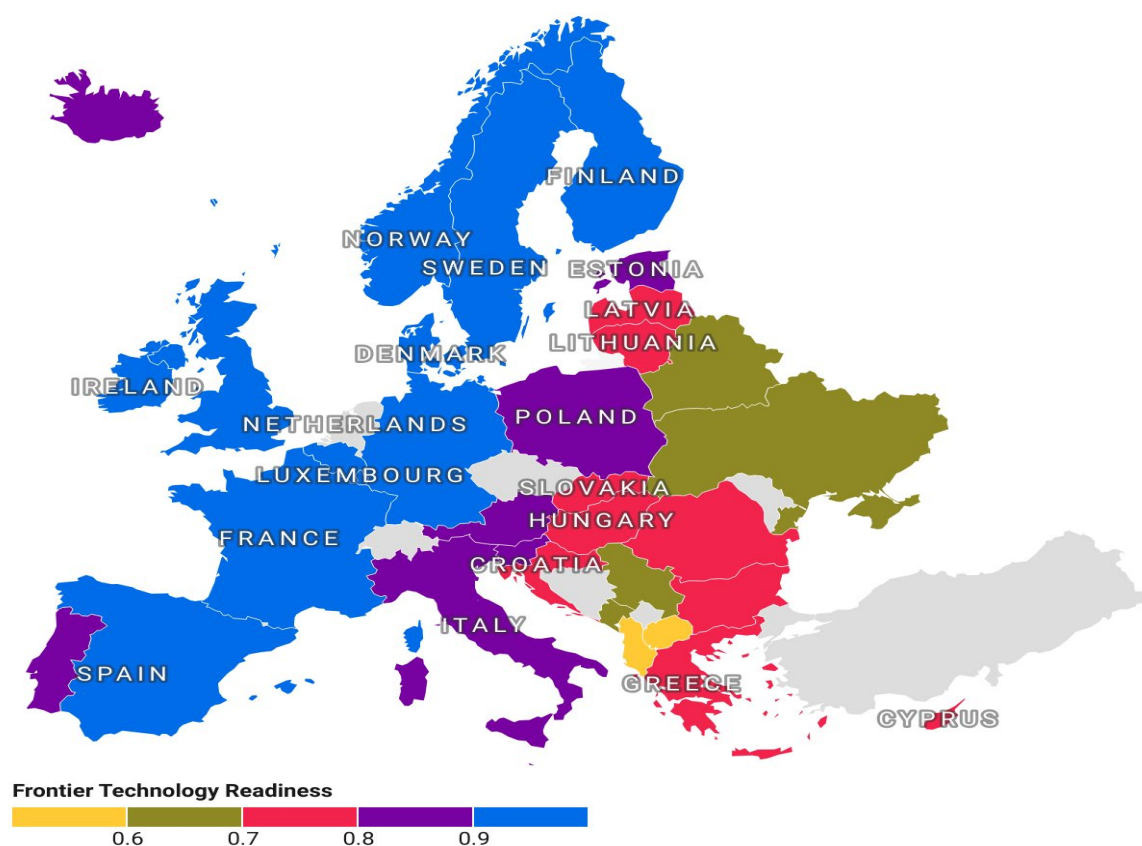 FINLAND
NORWAY
SWEDEN
ESTONIA
LATVIA
LITHUANIA
DENMARK
IRELAND
POLAND
NETHERLANDS
LUXEMBOURG
SLOVAKIA
HUNGARY
FRANCE
CROATIA
ITALY
SPAIN
GREECE
CYPRUS
Frontier Technology Readiness
0.6 0.7 0.8 0.9